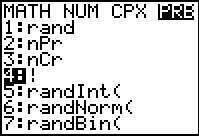 MATH NUM CPX PRB
1:rand
2:nPr
3:nCr
4:!
5:randInt(
6:randNorm(
7:randBin(